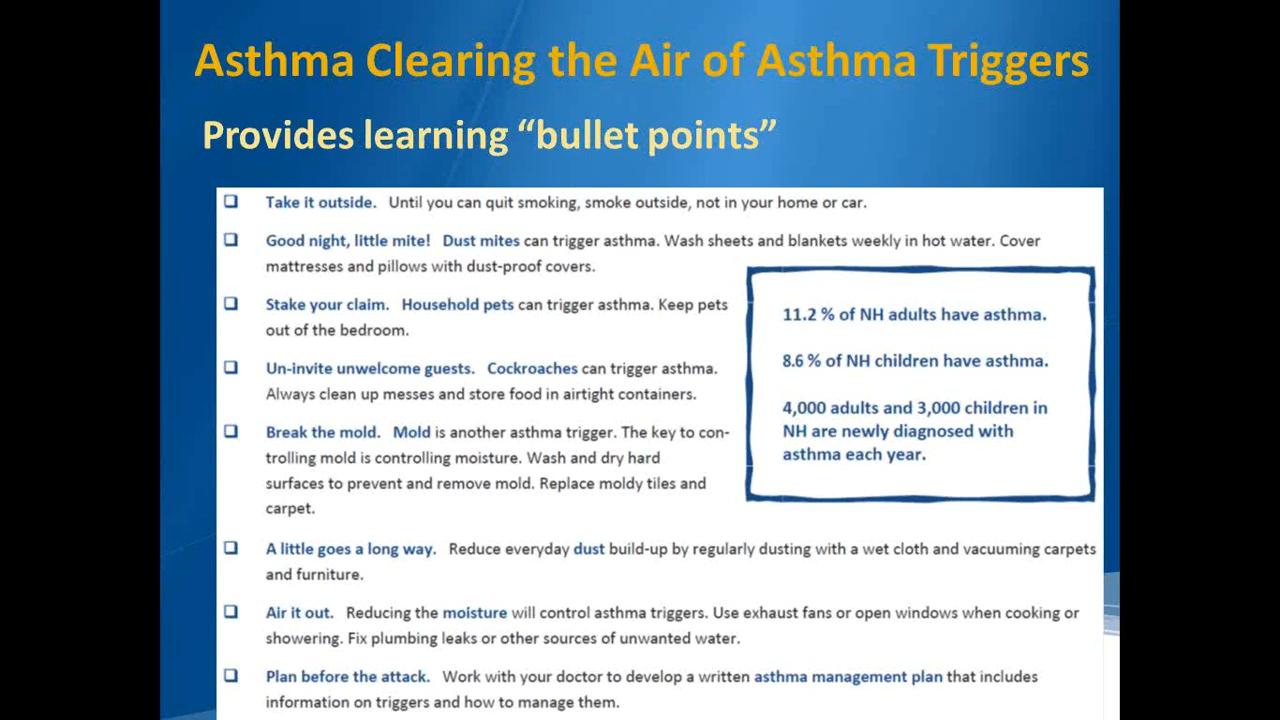 Asthma Clearing the Air of Asthma Triggers
Provides learning “bullet points”
❑ Take it outside. Until you can quit smoking, smoke outside, not in your home or car.
❑ Good night, little mite! Dust mites can trigger asthma. Wash sheets and blankets weekly in hot water. Cover
mattresses and pillows with dust-proof covers.
❑ Stake your claim. Household pets can trigger asthma. Keep pets
out of the bedroom.
❑ Un-invite unwelcome guests. Cockroaches can trigger asthma.
Always clean up messes and store food in airtight containers.
❑ Break the mold. Mold is another asthma trigger. The key to con-
trolling mold is controlling moisture. Wash and dry hard
surfaces to prevent and remove mold. Replace moldy tiles and
carpet.
11.2 % of NH adults have asthma.
8.6 % of NH children have asthma.
4,000 adults and 3,000 children in
NH are newly diagnosed with
asthma each year.
❑ A little goes a long way. Reduce everyday dust build-up by regularly dusting with a wet cloth and vacuuming carpets
and furniture.
❑ Air it out. Reducing the moisture will control asthma triggers. Use exhaust fans or open windows when cooking or
showering. Fix plumbing leaks or other sources of unwanted water.
❑ Plan before the attack. Work with your doctor to develop a written asthma management plan that includes
information on triggers and how to manage them.